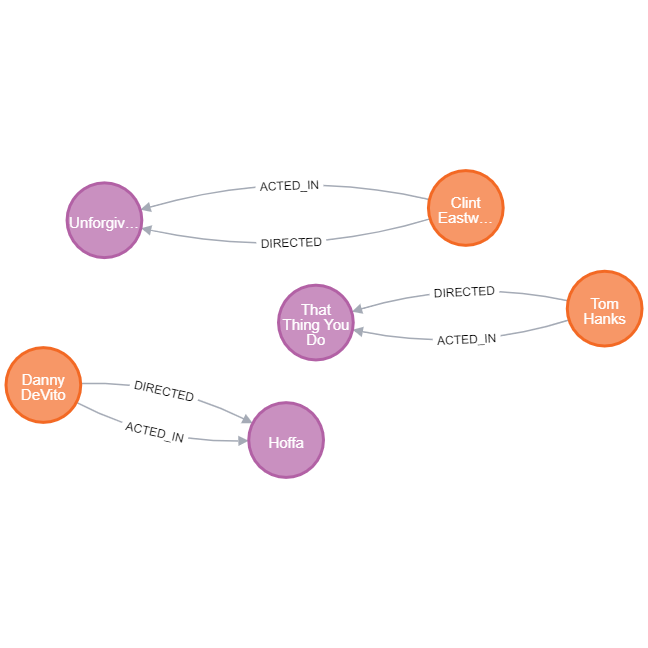 ACTED_IN
Unforgiv...
Clint
Eastw...
DIRECTED
DIRECTED
That
Thing You
Do
Tom
Hanks
ACTED_IN
Danny
DeVito
DIRECTED
ACTED_IN
Hoffa